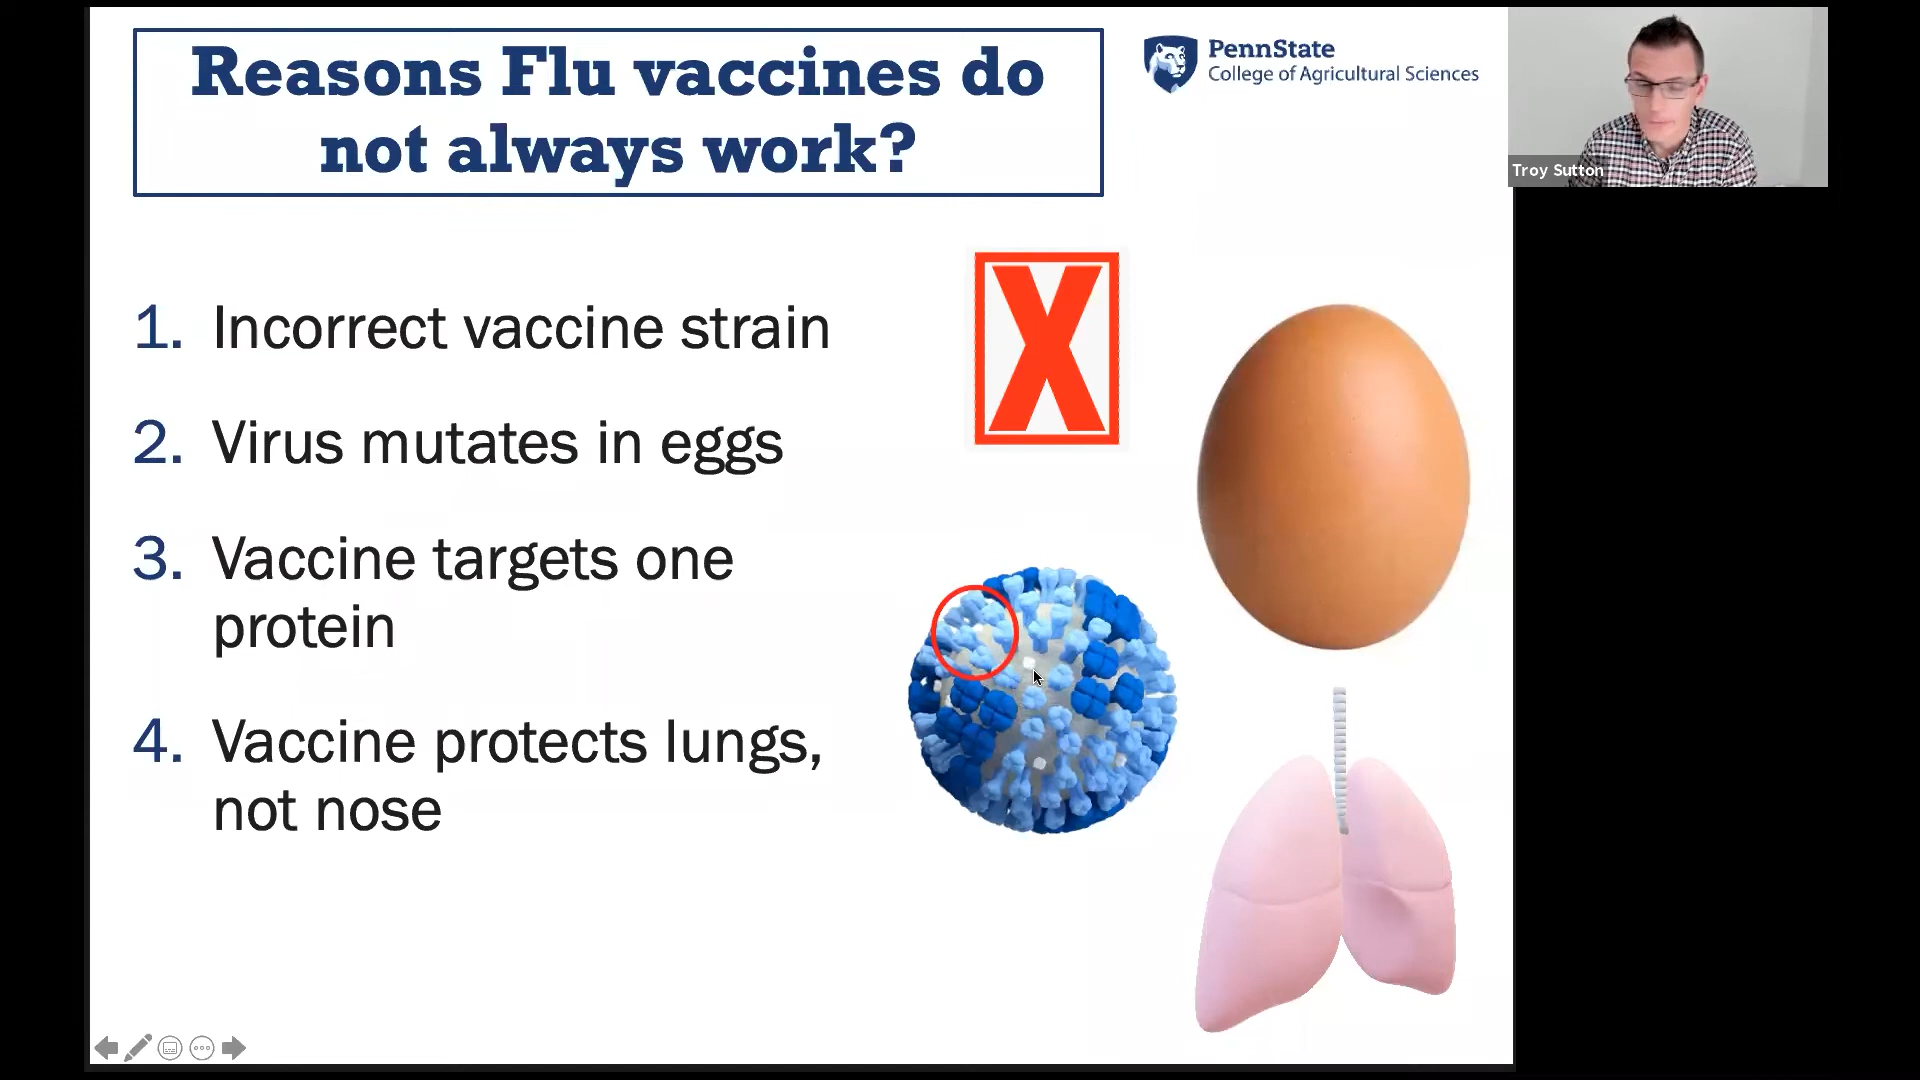 Reasons Flu vaccines do
not always work?
PennState
College of Agricultural Sciences
Troy Sutton
1. Incorrect vaccine strain
X
2. Virus mutates in eggs
3. Vaccine targets one
protein
4. Vaccine protects lungs,
not nose